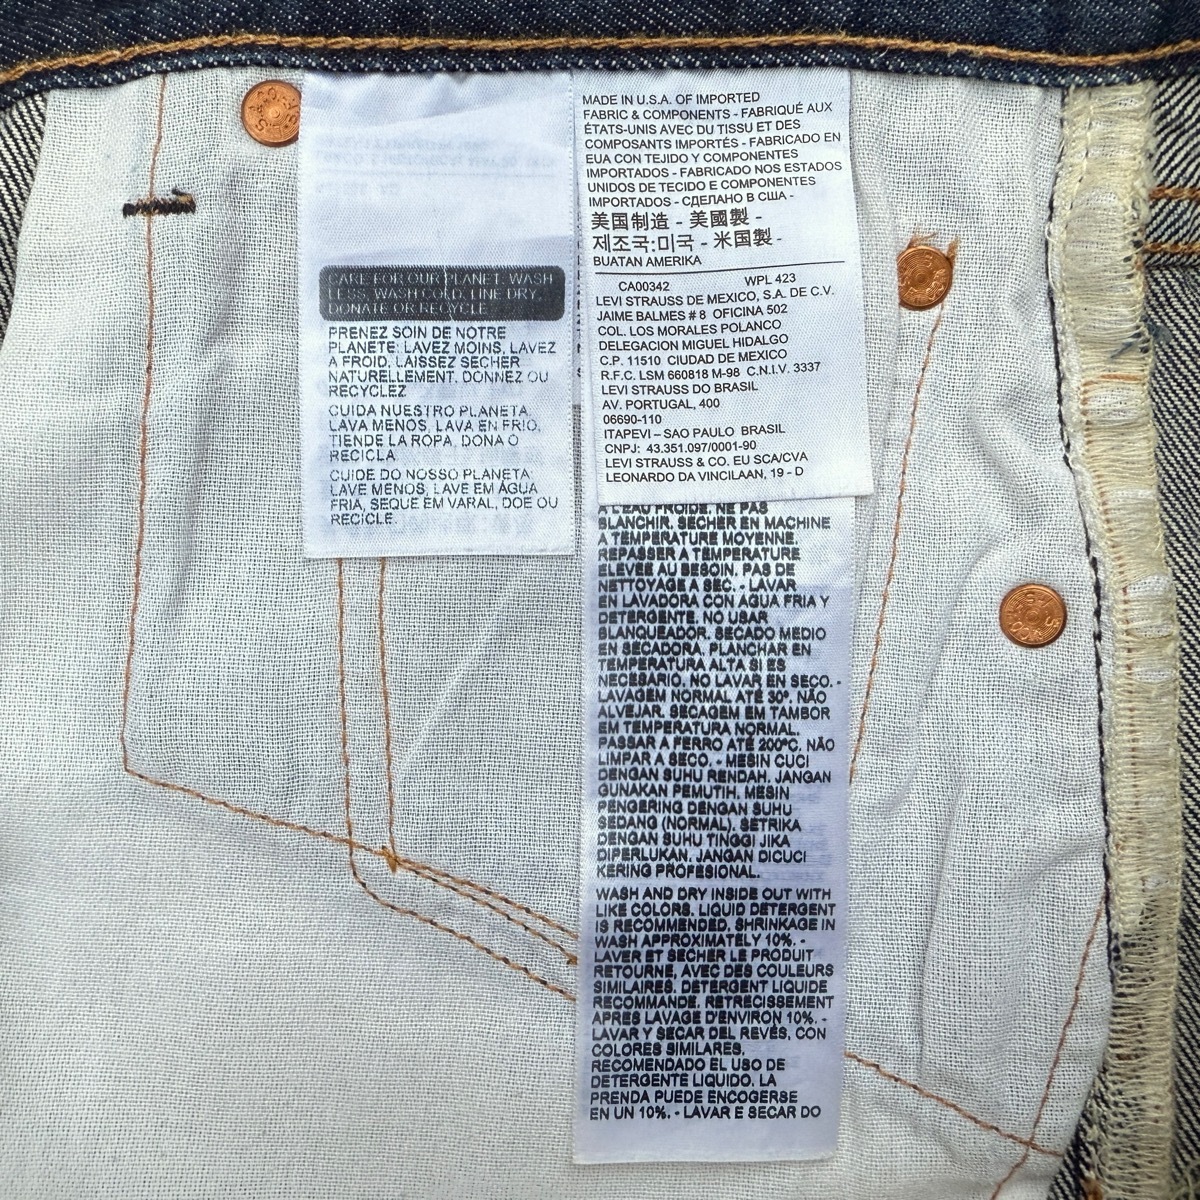 CARE FOR OUR PLANET. WASH
LESS, WASH COLD, LINE DRY,
DONATE OR RECYCLE
PRENEZ SOIN DE NOTRE
PLANETE: LAVEZ MOINS, LAVEZ
A FROID, LAISSEZ SECHER
NATURELLEMENT, DONNEZ OU
RECYCLEZ
CUIDA NUESTRO PLANETA.
LAVA MENOS, LAVA EN FRIO,
TIENDE LA ROPA, DONA O
RECICLA
CUIDE DO NOSSO PLANETA:
LAVE MENOS, LAVE EM ÁGUA
FRIA, SEQUE EM VARAL, DOE OU
RECICLE.
MADE IN U.S.A. OF IMPORTED
FABRIC & COMPONENTS - FABRIQUÉ AUX
ÉTATS-UNIS AVEC DU TISSU ET DES
COMPOSANTS IMPORTÉS - FABRICADO EN
EUA CON TEJIDO Y COMPONENTES
IMPORTADOS - FABRICADO NOS ESTADOS
UNIDOS DE TECIDO E COMPONENTES
IMPORTADOS - СДЕЛАНО В США -
美国制造 - 美國製 -
제조국:미국 - 米国製 -
BUATAN AMERIKA
CA00342 WPL 423
LEVI STRAUSS DE MEXICO, S.A. DE C.V.
JAIME BALMES # 8 OFICINA 502
COL. LOS MORALES POLANCO
DELEGACION MIGUEL HIDALGO
C.P. 11510 CIUDAD DE MEXICO
R.F.C. LSM 660818 M-98 C.N.I.V. 3337
LEVI STRAUSS DO BRASIL
AV. PORTUGAL, 400
06690-110
ITAPEVI – SAO PAULO BRASIL
CNPJ: 43.351.097/0001-90
LEVI STRAUSS & CO. EU SCA/CVA
LEONARDO DA VINCILAAN, 19 - D
A L'EAU FROIDE. NE PAS
BLANCHIR. SECHER EN MACHINE
A TEMPERATURE MOYENNE.
REPASSER A TEMPERATURE
ELEVEE AU BESOIN. PAS DE
NETTOYAGE A SEC. - LAVAR
EN LAVADORA CON AGUA FRIA Y
DETERGENTE. NO USAR
BLANQUEADOR. SECADO MEDIO
EN SECADORA. PLANCHAR EN
TEMPERATURA ALTA SI ES
NECESARIO. NO LAVAR EN SECO. -
LAVAGEM NORMAL ATÉ 30º. NÃO
ALVEJAR. SECAGEM EM TAMBOR
EM TEMPERATURA NORMAL.
PASSAR A FERRO ATÉ 200ºC. NÃO
LIMPAR A SECO. - MESIN CUCI
DENGAN SUHU RENDAH. JANGAN
GUNAKAN PEMUTIH. MESIN
PENGERING DENGAN SUHU
SEDANG (NORMAL). SETRIKA
DENGAN SUHU TINGGI JIKA
DIPERLUKAN. JANGAN DICUCI
KERING PROFESIONAL.
WASH AND DRY INSIDE OUT WITH
LIKE COLORS. LIQUID DETERGENT
IS RECOMMENDED, SHRINKAGE IN
WASH APPROXIMATELY 10%. -
LAVER ET SECHER LE PRODUIT
RETOURNE, AVEC DES COULEURS
SIMILAIRES. DETERGENT LIQUIDE
RECOMMANDE. RETRECISSEMENT
APRES LAVAGE D'ENVIRON 10%. -
LAVAR Y SECAR DEL REVES, CON
COLORES SIMILARES.
RECOMENDADO EL USO DE
DETERGENTE LIQUIDO. LA
PRENDA PUEDE ENCOGERSE
EN UN 10%. - LAVAR E SECAR DO